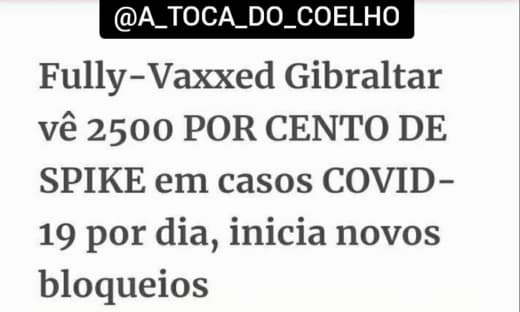 @A_TOCA_DO_COELHO
Fully-Vaxxed Gibraltar
vê 2500 POR CENTO DE
SPIKE em casos COVID-
19 por dia, inicia novos
bloqueios